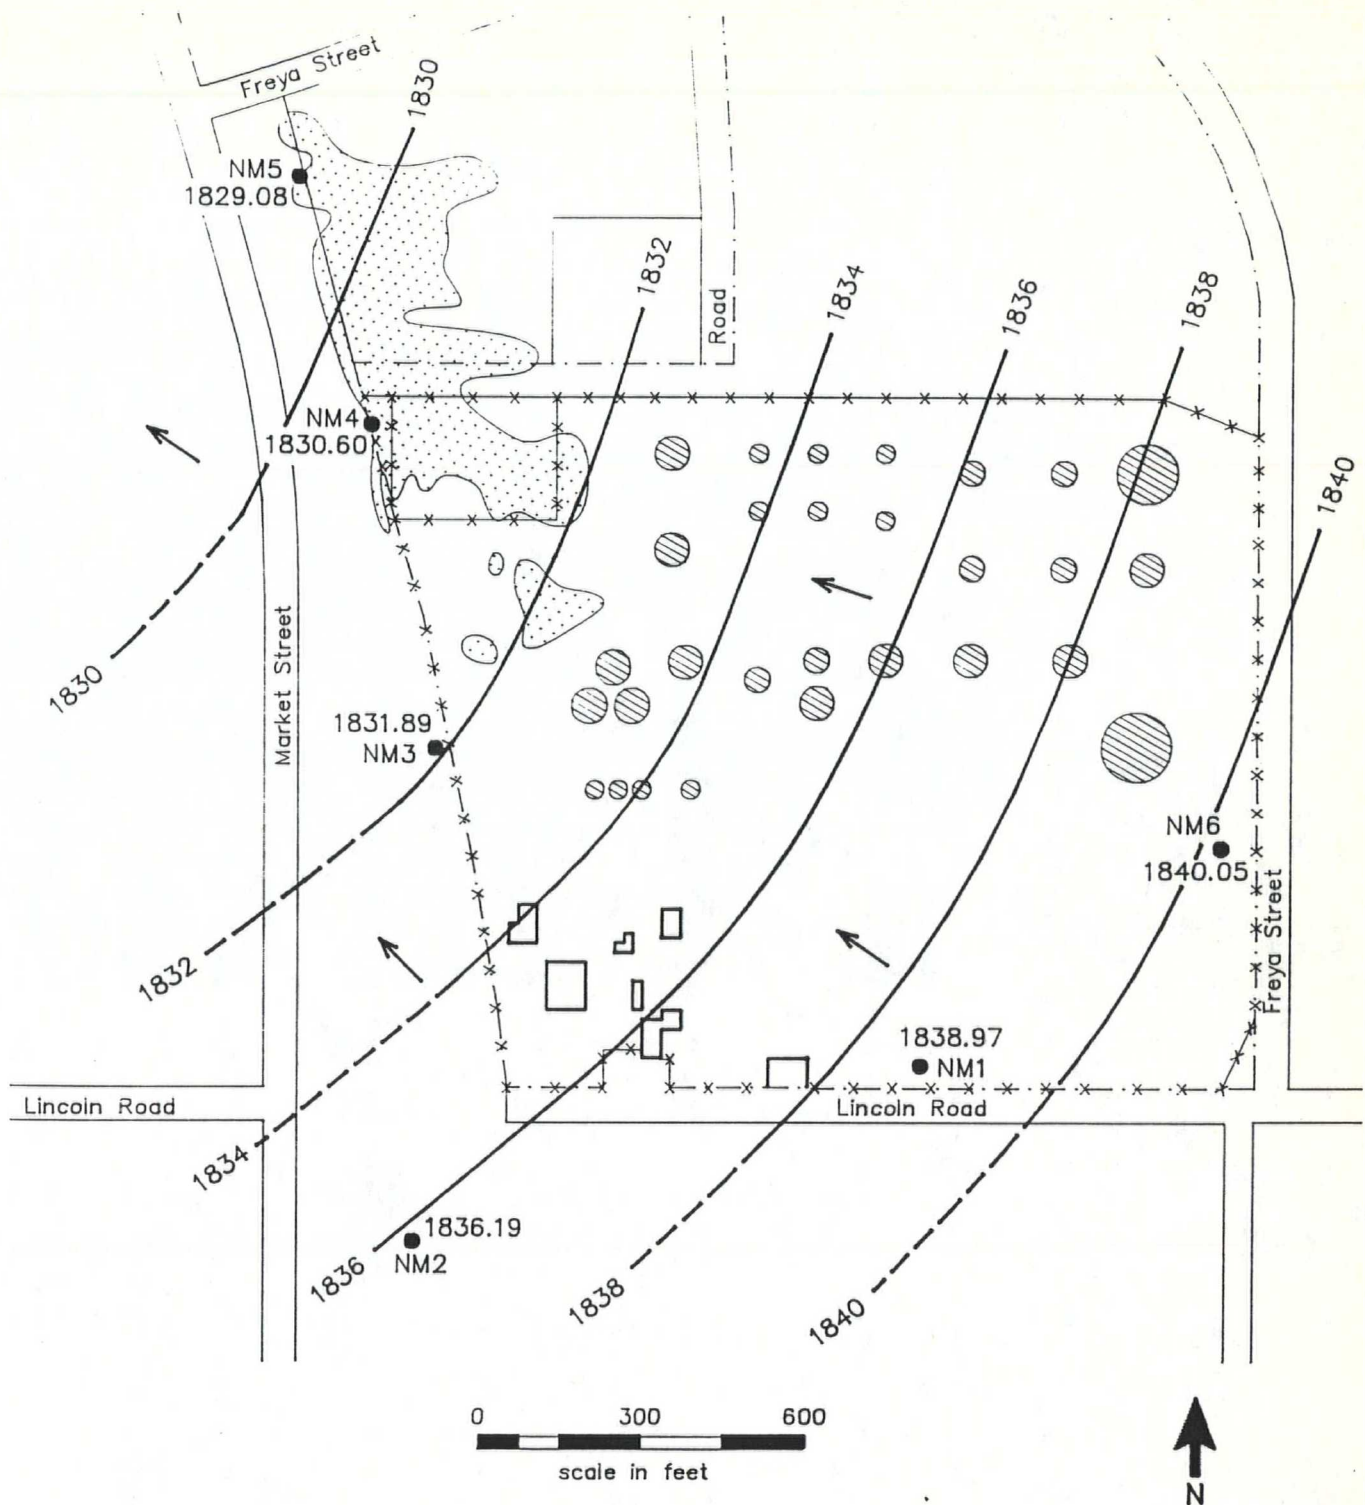 Freya Street
1830
NM5
1829.08
1832
Road
1834
1836
1838
NM4
1830.60
1840
1830
Market Street
1831.89
NM3
NM6
1840.05
Freya Street
1832
1838.97
NM1
Lincoln Road
Lincoln Road
1834
1836.19
NM2
1836
1838
1840
0 300 600
scale in feet
N